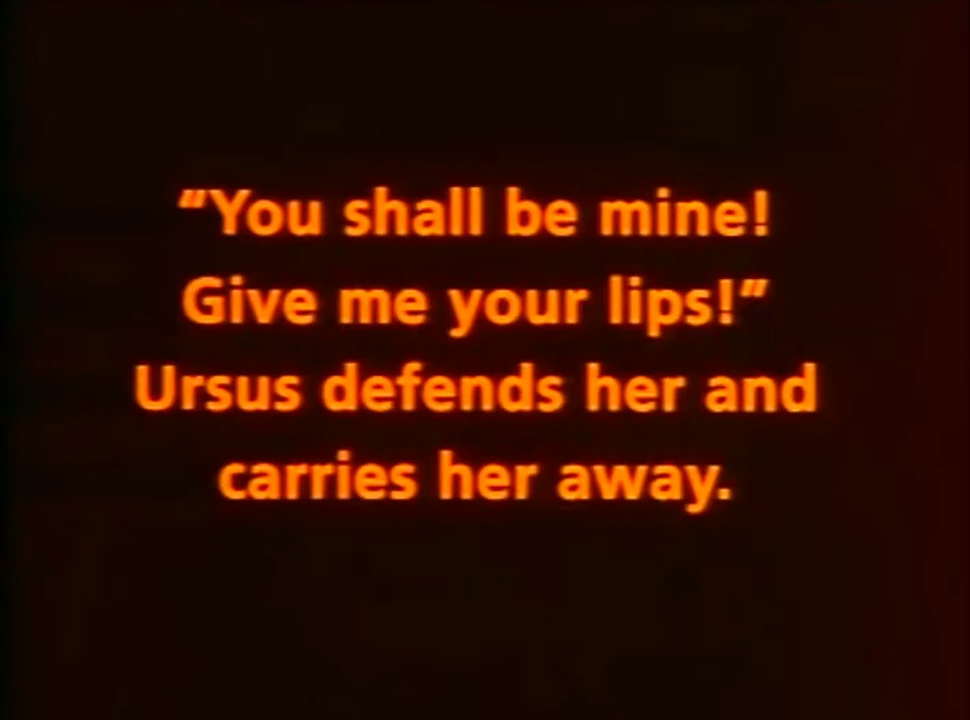 “You shall be mine!
Give me your lips!”
Ursus defends her and
carries her away.